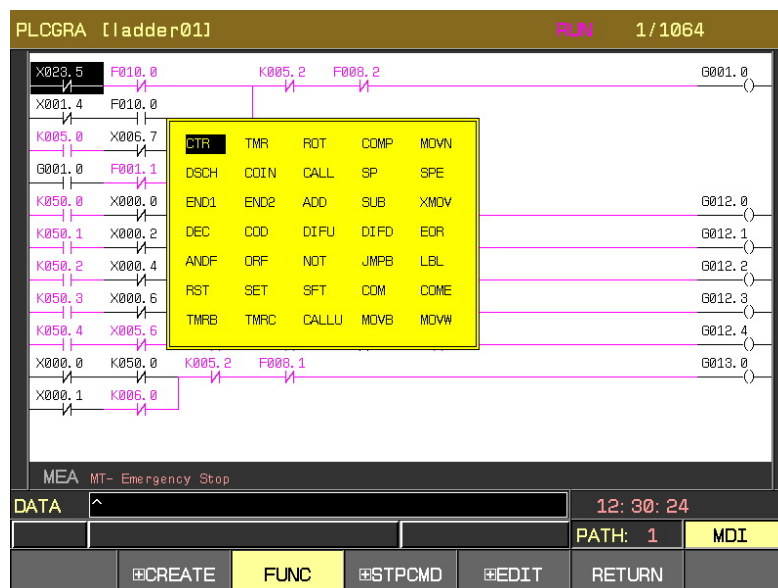 PLCGRA [ladder01] RUN 1/1064
X023.5 F010.0 K005.2 F008.2 G001.0
X001.4 F010.0
K005.0 X006.7
G001.0 F001.1
K050.0 X000.0 G012.0
K050.1 X000.2 G012.1
K050.2 X000.4 G012.2
K050.3 X000.6 G012.3
K050.4 X005.6 G012.4
X000.0 K050.0 K005.2 F008.1 G013.0
X000.1 K006.0
CTR TMR ROT COMP MOVN
DSCH COIN CALL SP SPE
END1 END2 ADD SUB XMOV
DEC COD DIFU DIFD EOR
ANDF ORF NOT JMPB LBL
RST SET SFT COM COME
TMRB TMRC CALLU MOVB MOVW
MEA MT- Emergency Stop
DATA ^ 12:30:24
PATH: 1 MDI
⊞CREATE FUNC ⊞STPCMD ⊞EDIT RETURN